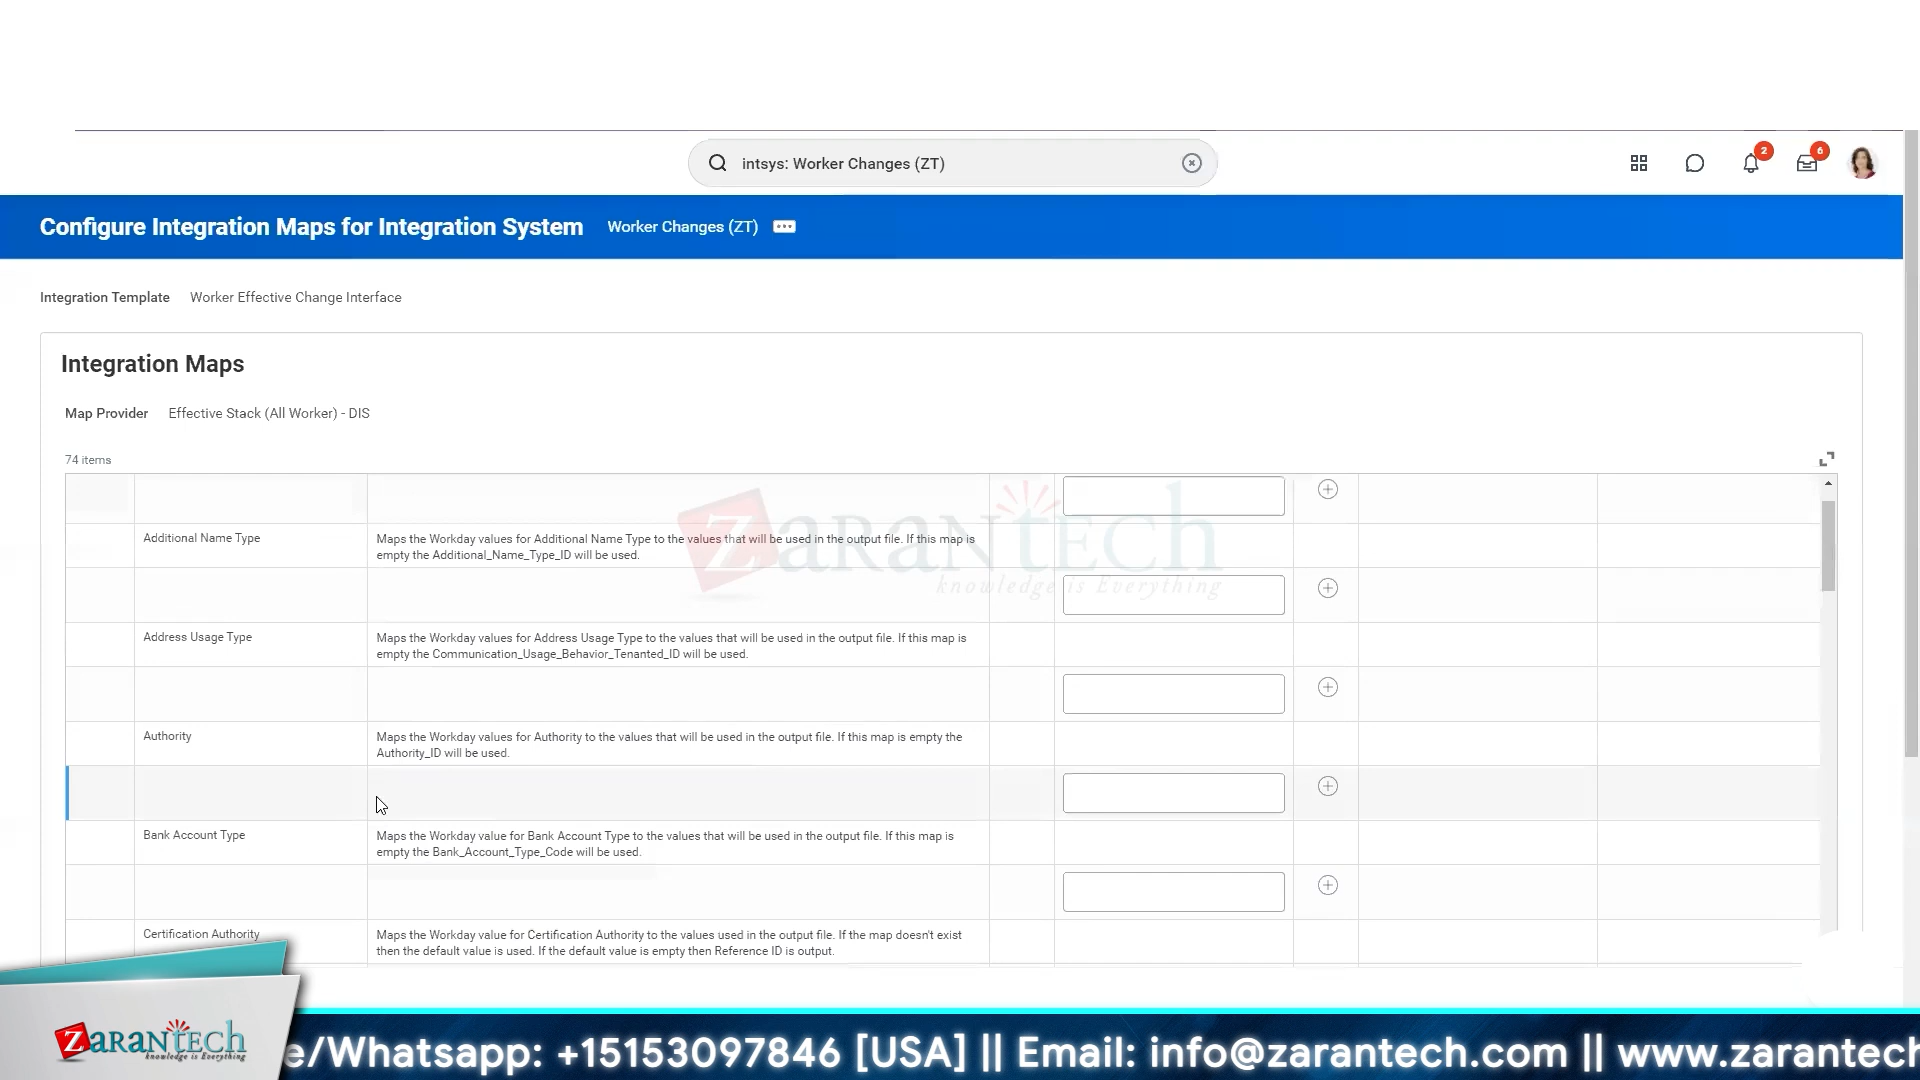 intsys: Worker Changes (ZT)
2
6
Configure Integration Maps for Integration System
Worker Changes (ZT)
Integration Template
Worker Effective Change Interface
Integration Maps
Map Provider
Effective Stack (All Worker) - DIS
74 items
Additional Name Type
Maps the Workday values for Additional Name Type to the values that will be used in the output file. If this map is
empty the Additional_Name_Type_ID will be used.
ZARANTECH
knowledge is Everything
Address Usage Type
Maps the Workday values for Address Usage Type to the values that will be used in the output file. If this map is
empty the Communication_Usage_Behavior_Tenanted_ID will be used.
Authority
Maps the Workday values for Authority to the values that will be used in the output file. If this map is empty the
Authority_ID will be used.
Bank Account Type
Maps the Workday value for Bank Account Type to the values that will be used in the output file. If this map is
empty the Bank_Account_Type_Code will be used.
Certification Authority
Maps the Workday value for Certification Authority to the values used in the output file. If the map doesn't exist
then the default value is used. If the default value is empty then Reference ID is output.
ZARANTECH
knowledge is Everything
e/Whatsapp: +15153097846 [USA] || Email: info@zarantech.com || www.zarantech